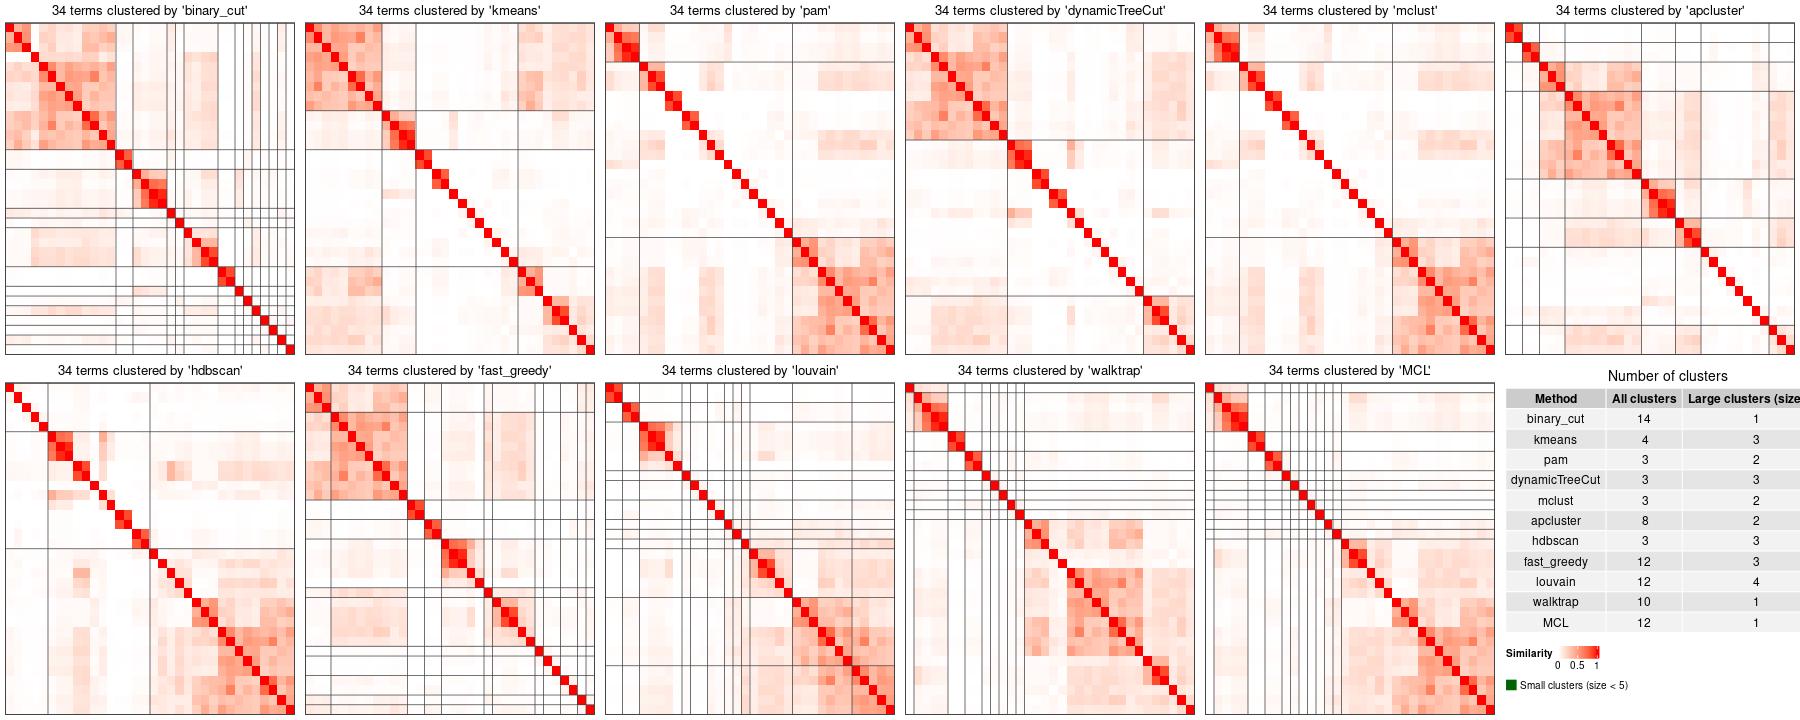 34 terms clustered by 'binary_cut'
34 terms clustered by 'kmeans'
34 terms clustered by 'pam'
34 terms clustered by 'dynamicTreeCut'
34 terms clustered by 'mclust'
34 terms clustered by 'apcluster'
34 terms clustered by 'hdbscan'
34 terms clustered by 'fast_greedy'
34 terms clustered by 'louvain'
34 terms clustered by 'walktrap'
34 terms clustered by 'MCL'
Number of clusters
Method All clusters Large clusters (size
binary_cut 14 1
kmeans 4 3
pam 3 2
dynamicTreeCut 3 3
mclust 3 2
apcluster 8 2
hdbscan 3 3
fast_greedy 12 3
louvain 12 4
walktrap 10 1
MCL 12 1
Similarity
0 0.5 1
Small clusters (size < 5)